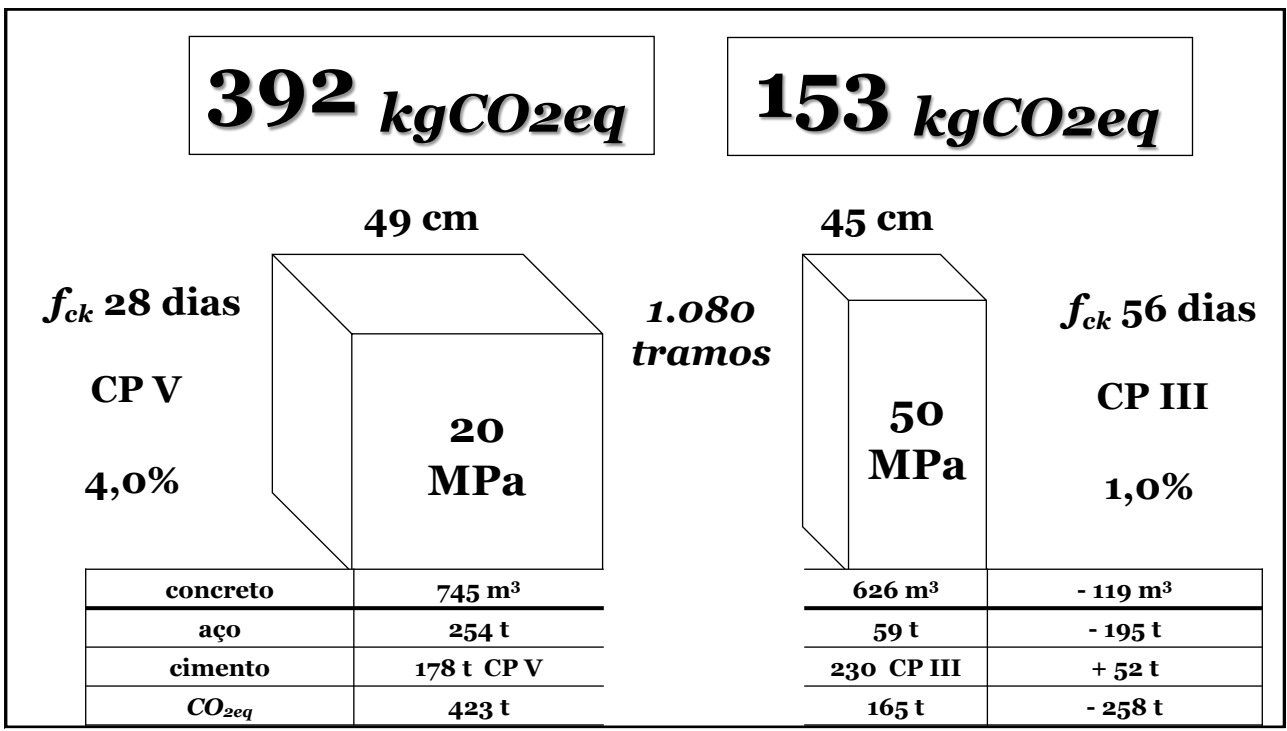 392 kgCO2eq
153 kgCO2eq
49 cm
45 cm
fck 28 dias
1.080
tramos
fck 56 dias
CP V
CP III
20
MPa
50
MPa
4,0%
1,0%
concreto 745 m³ 626 m³ - 119 m³
aço 254 t 59 t - 195 t
cimento 178 t CP V 230 CP III + 52 t
CO2eq 423 t 165 t - 258 t